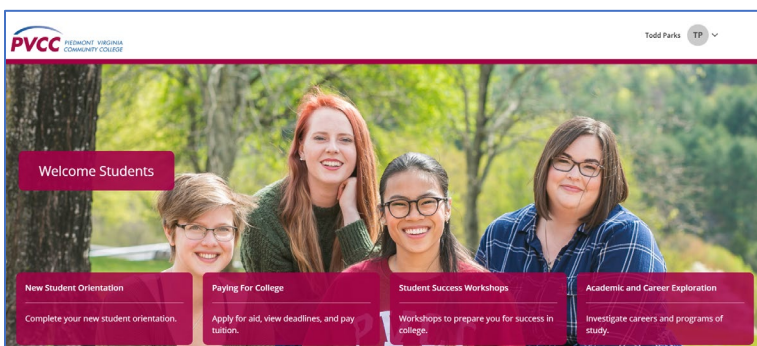 PVCC PIEDMONT VIRGINIA
COMMUNITY COLLEGE
Todd Parks TP
Welcome Students
New Student Orientation
Complete your new student orientation.
Paying For College
Apply for aid, view deadlines, and pay
tuition.
Student Success Workshops
Workshops to prepare you for success in
college.
Academic and Career Exploration
Investigate careers and programs of
study.